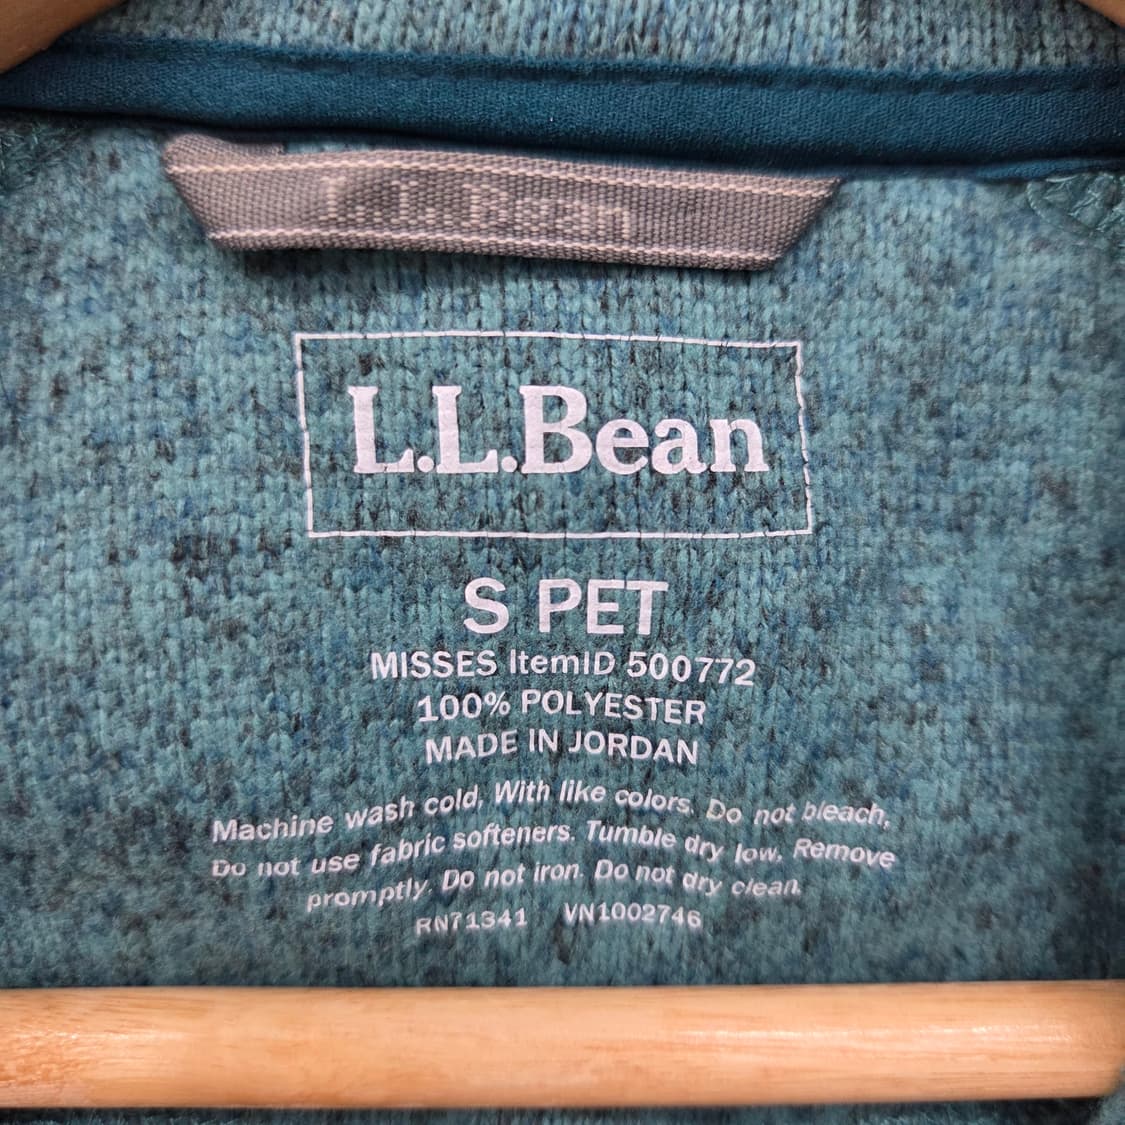 L.L.Bean
L.L.Bean
S PET
MISSES ItemID 500772
100% POLYESTER
MADE IN JORDAN
Machine wash cold, With like colors. Do not bleach,
Do not use fabric softeners. Tumble dry low. Remove
promptly. Do not iron. Do not dry clean.
RN71341 VN1002746